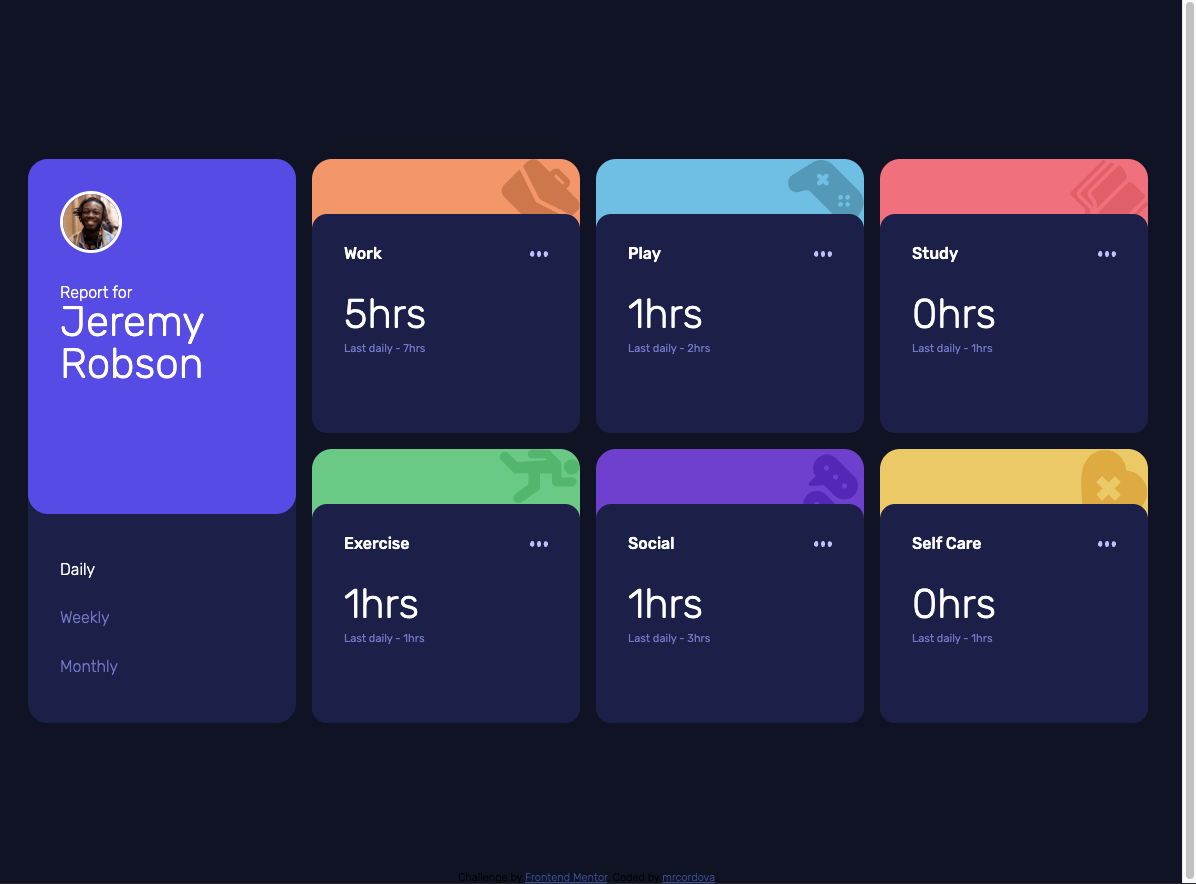 Report for
Jeremy
Robson
Daily
Weekly
Monthly
Work
5hrs
Last daily - 7hrs
Play
1hrs
Last daily - 2hrs
Study
0hrs
Last daily - 1hrs
Exercise
1hrs
Last daily - 1hrs
Social
1hrs
Last daily - 3hrs
Self Care
0hrs
Last daily - 1hrs
Challenge by Frontend Mentor. Coded by mrcordova